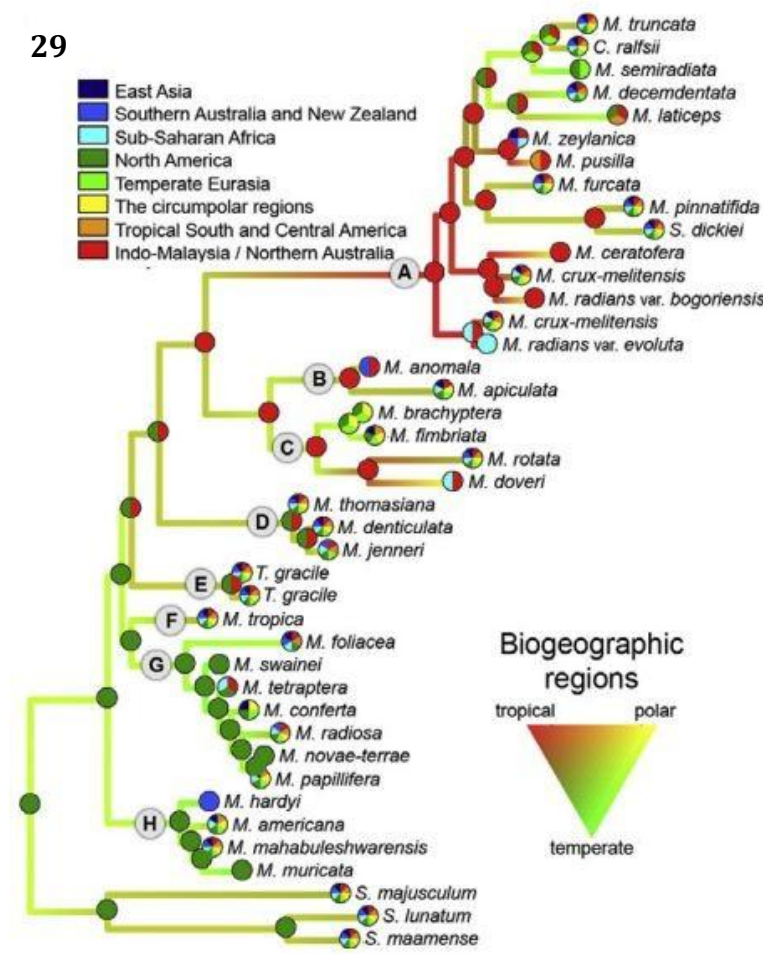 29
East Asia
Southern Australia and New Zealand
Sub-Saharan Africa
North America
Temperate Eurasia
The circumpolar regions
Tropical South and Central America
Indo-Malaysia / Northern Australia
M. truncata
C. ralfsii
M. semiradiata
M. decemdentata
M. laticeps
M. zeylanica
M. pusilla
M. furcata
M. pinnatifida
S. dickiei
M. ceratofera
A
M. crux-melitensis
M. radians var. bogoriensis
M. crux-melitensis
M. radians var. evoluta
M. anomala
B
M. apiculata
M. brachyptera
M. fimbriata
C
M. rotata
M. doveri
M. thomasiana
D
M. denticulata
M. jenneri
T. gracile
E
T. gracile
F
M. tropica
M. foliacea
G
M. swainei
M. tetraptera
M. conferta
M. radiosa
M. novae-terrae
M. papillifera
M. hardyi
H
M. americana
M. mahabuleshwarensis
M. muricata
S. majusculum
S. lunatum
S. maamense
Biogeographic
regions
tropical polar
temperate